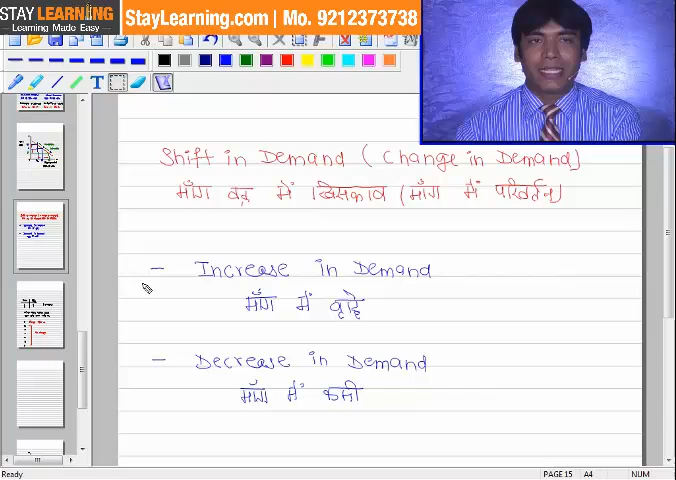 STAY LEARNING
Learning Made Easy
StayLearning.com | Mo. 9212373738
Shift in Demand (Change in Demand)
माँग वक्र में खिसकाव (माँग में परिवर्तन)
– Increase in Demand
माँग में वृद्धि
– Decrease in Demand
माँग में कमी
Ready
PAGE 15 A4 NUM